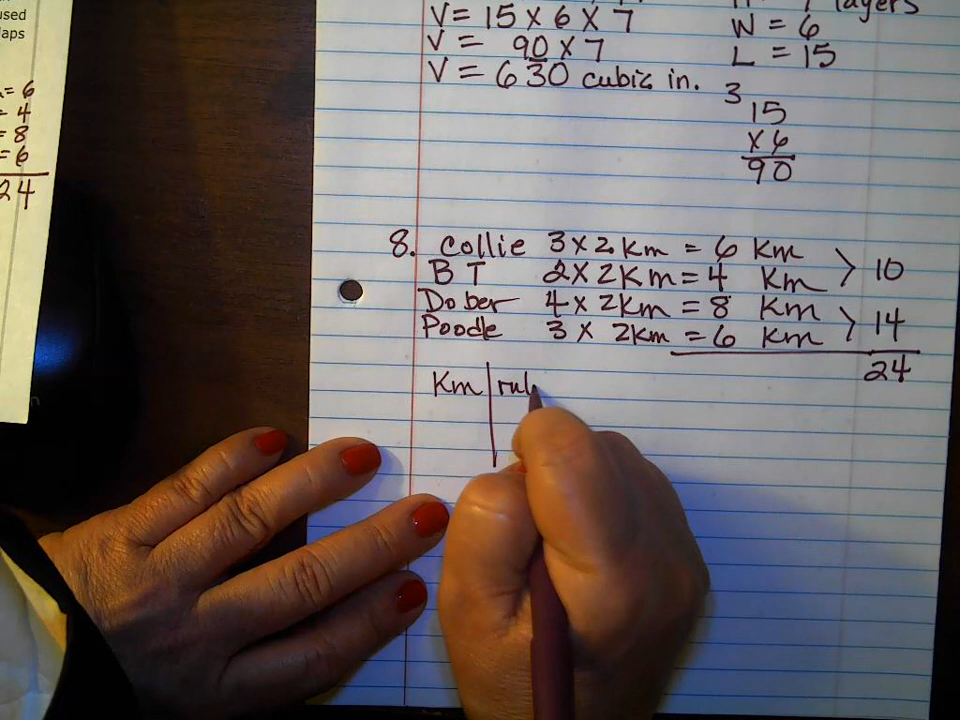 used
laps
= 6
= 4
= 8
= 6
24
V = 15 x 6 x 7
V = 90 x 7
V = 630 cubic in.
layers
W = 6
L = 15
3
15
x 6
90
8. Collie 3 x 2 km = 6 km > 10
B T 2 x 2 Km = 4 Km
Dober 4 x 2 km = 8 km > 14
Poodle 3 x 2 km = 6 km
24
Km | rul